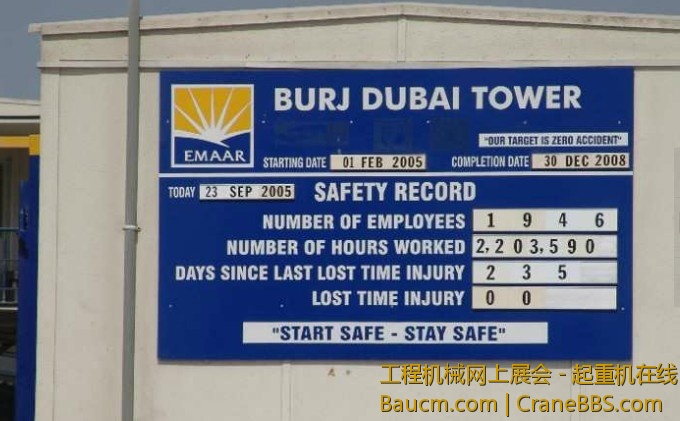 BURJ DUBAI TOWER
EMAAR
"OUR TARGET IS ZERO ACCIDENT"
STARTING DATE 01 FEB 2005 COMPLETION DATE 30 DEC 2008
TODAY 23 SEP 2005 SAFETY RECORD
NUMBER OF EMPLOYEES 1 9 4 6
NUMBER OF HOURS WORKED 2,203,590
DAYS SINCE LAST LOST TIME INJURY 2 3 5
LOST TIME INJURY 0 0
"START SAFE - STAY SAFE"
工程机械网上展会 - 起重机在线
Baucm.com | CraneBBS.com